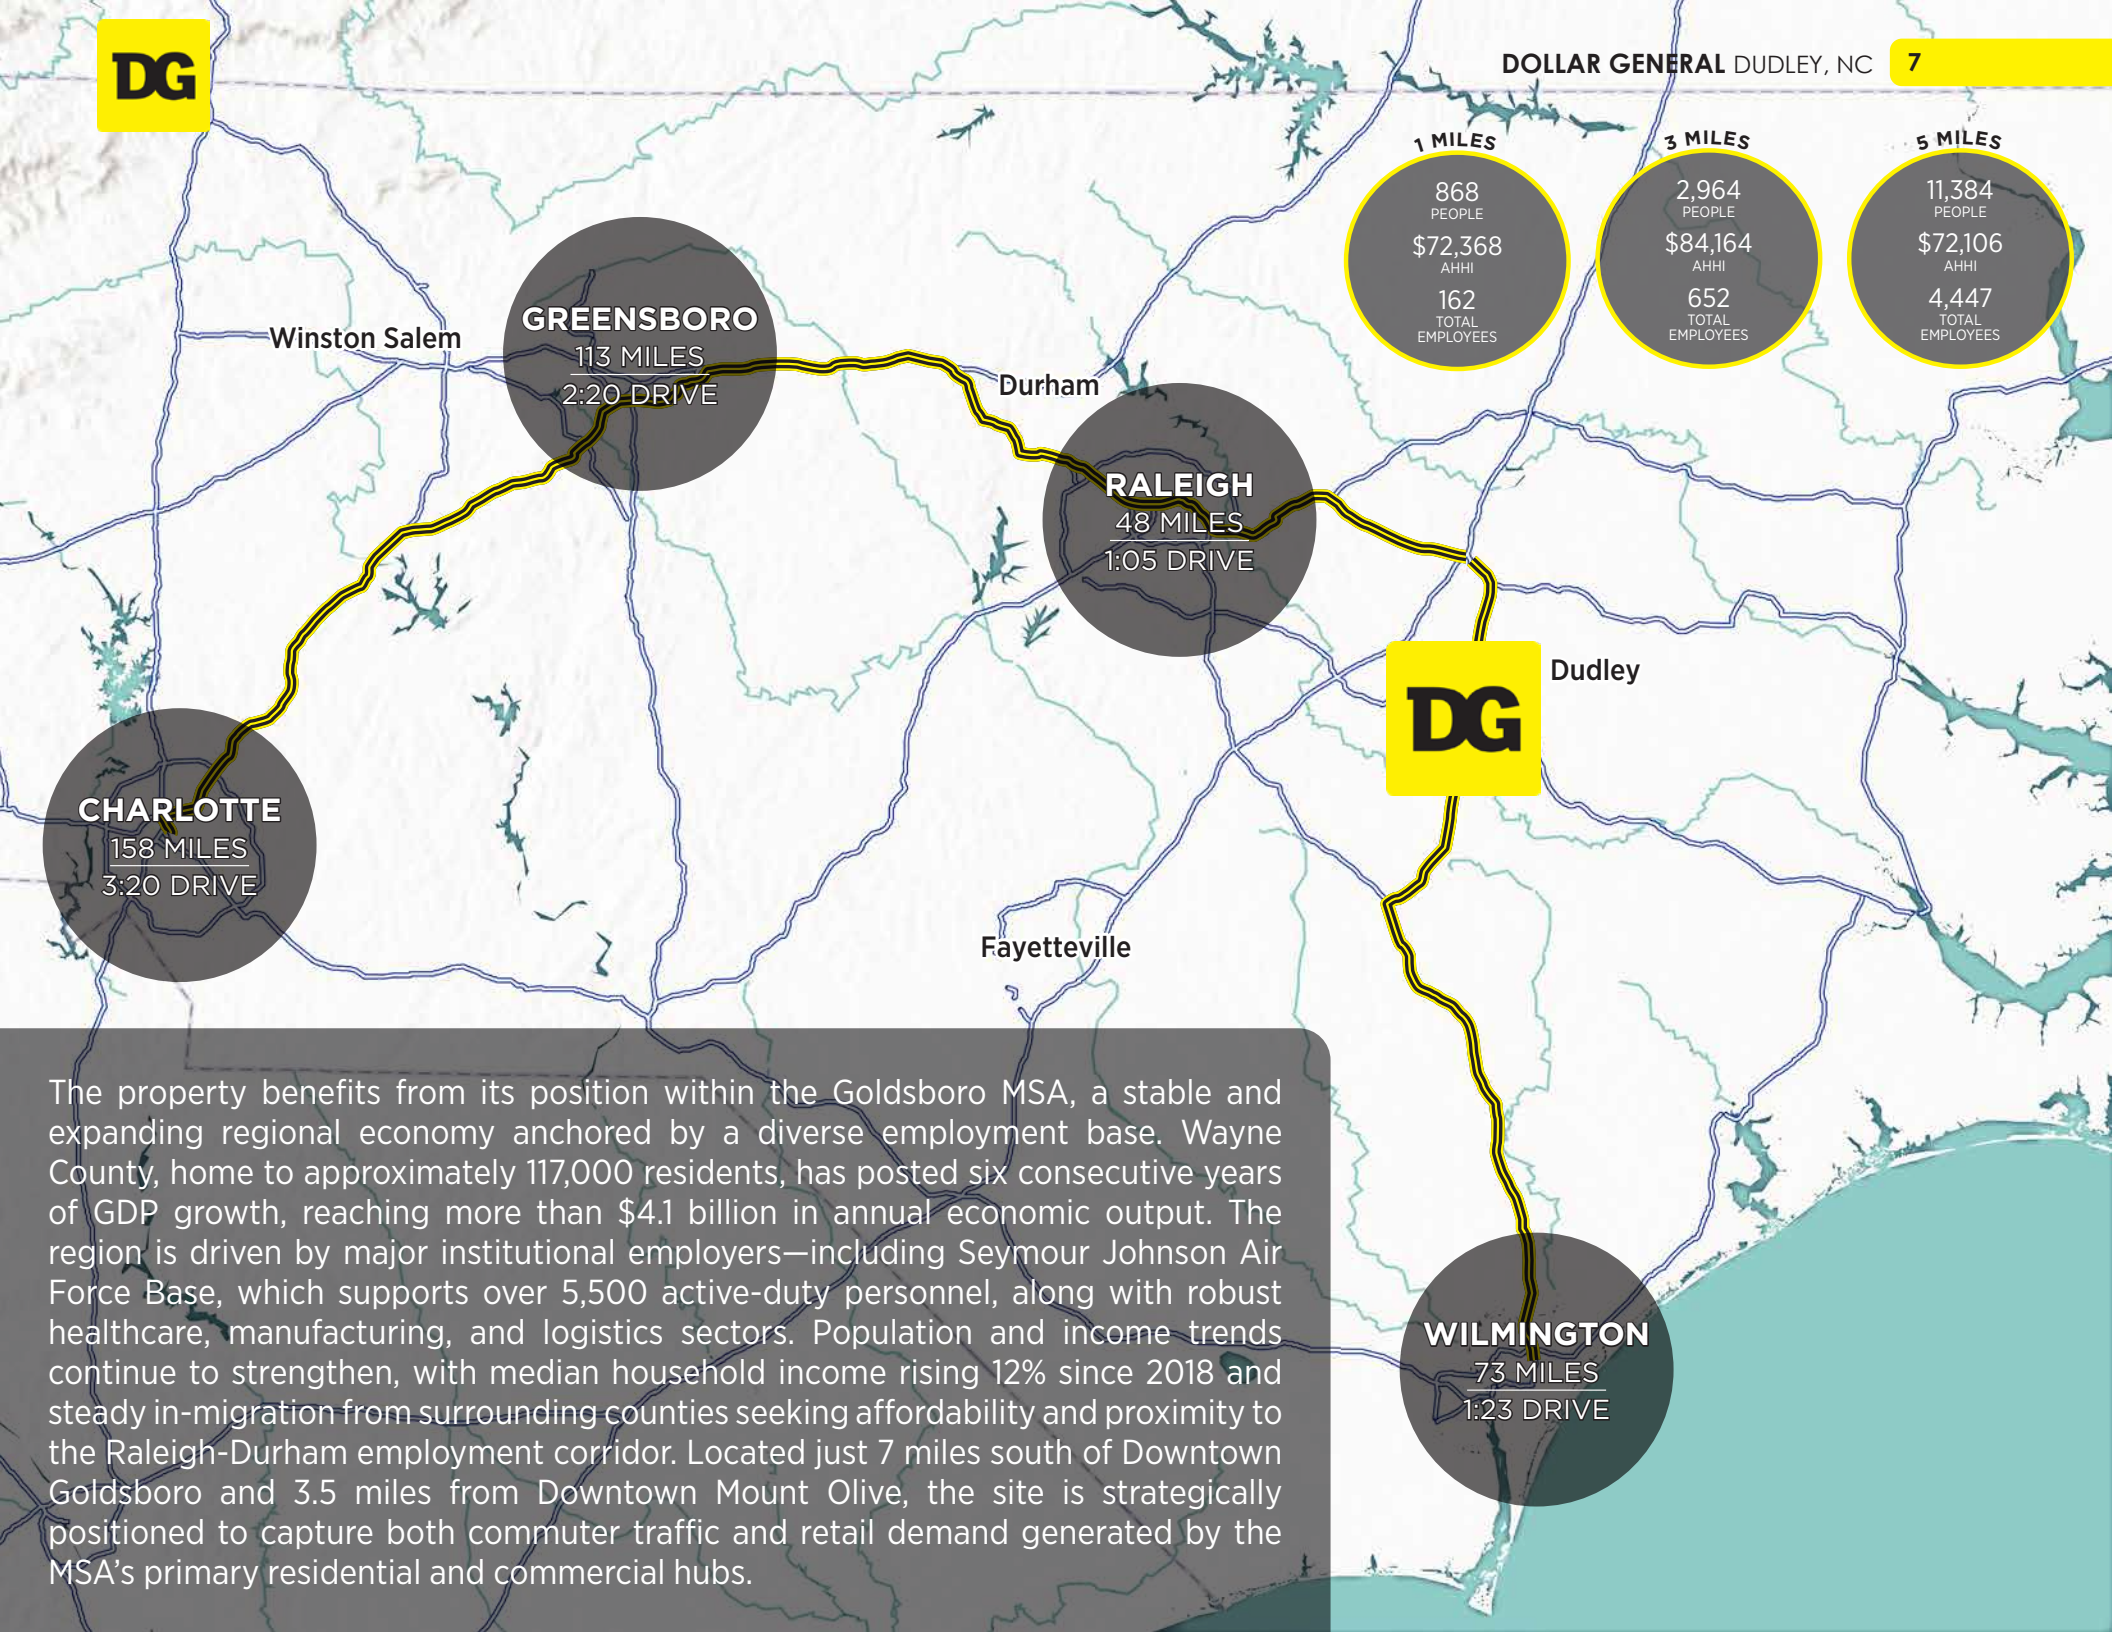 DG
DOLLAR GENERAL DUDLEY, NC 7
1 MILES
868
PEOPLE
$72,368
AHHI
162
TOTAL
EMPLOYEES
3 MILES
2,964
PEOPLE
$84,164
AHHI
652
TOTAL
EMPLOYEES
5 MILES
11,384
PEOPLE
$72,106
AHHI
4,447
TOTAL
EMPLOYEES
Winston Salem
GREENSBORO
113 MILES
2:20 DRIVE
Durham
RALEIGH
48 MILES
1:05 DRIVE
Dudley
DG
CHARLOTTE
158 MILES
3:20 DRIVE
Fayetteville
WILMINGTON
73 MILES
1:23 DRIVE
The property benefits from its position within the Goldsboro MSA, a stable and
expanding regional economy anchored by a diverse employment base. Wayne
County, home to approximately 117,000 residents, has posted six consecutive years
of GDP growth, reaching more than $4.1 billion in annual economic output. The
region is driven by major institutional employers—including Seymour Johnson Air
Force Base, which supports over 5,500 active-duty personnel, along with robust
healthcare, manufacturing, and logistics sectors. Population and income trends
continue to strengthen, with median household income rising 12% since 2018 and
steady in-migration from surrounding counties seeking affordability and proximity to
the Raleigh-Durham employment corridor. Located just 7 miles south of Downtown
Goldsboro and 3.5 miles from Downtown Mount Olive, the site is strategically
positioned to capture both commuter traffic and retail demand generated by the
MSA's primary residential and commercial hubs.